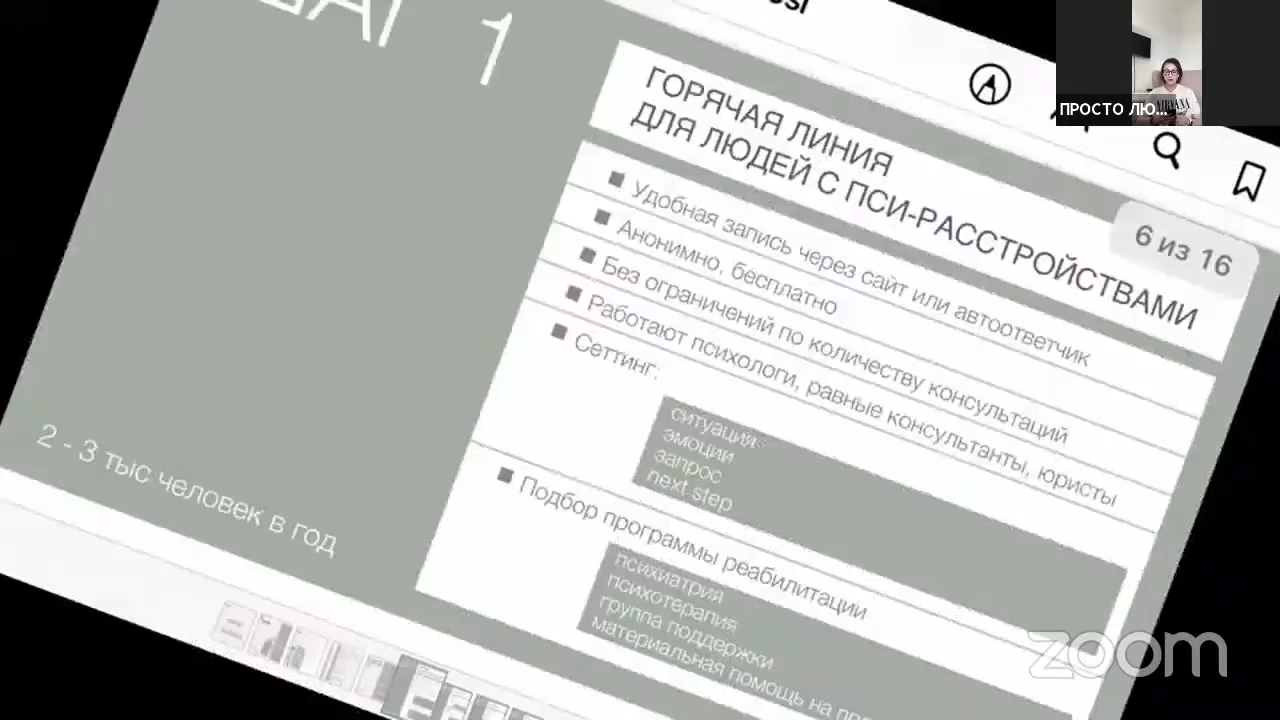 ШАГ 1
ГОРЯЧАЯ ЛИНИЯ
ДЛЯ ЛЮДЕЙ С ПСИ-РАССТРОЙСТВАМИ
6 из 16
ПРОСТО ЛЮ...
Удобная запись через сайт или автоответчик
Анонимно, бесплатно
Без ограничений по количеству консультаций
Работают психологи, равные консультанты, юристы
Сеттинг:
ситуация
эмоции
запрос
next step
Подбор программы реабилитации
психиатрия
психотерапия
группа поддержки
материальная помощь на
2 - 3 тыс человек в год
zoom